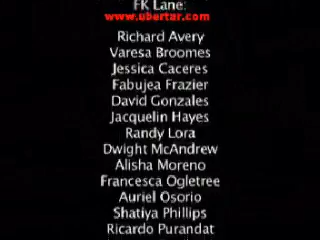 FK Lane:
www.ubertar.com
Richard Avery
Varesa Broomes
Jessica Caceres
Fabujea Frazier
David Gonzales
Jacquelin Hayes
Randy Lora
Dwight McAndrew
Alisha Moreno
Francesca Ogletree
Auriel Osorio
Shatiya Phillips
Ricardo Purandat